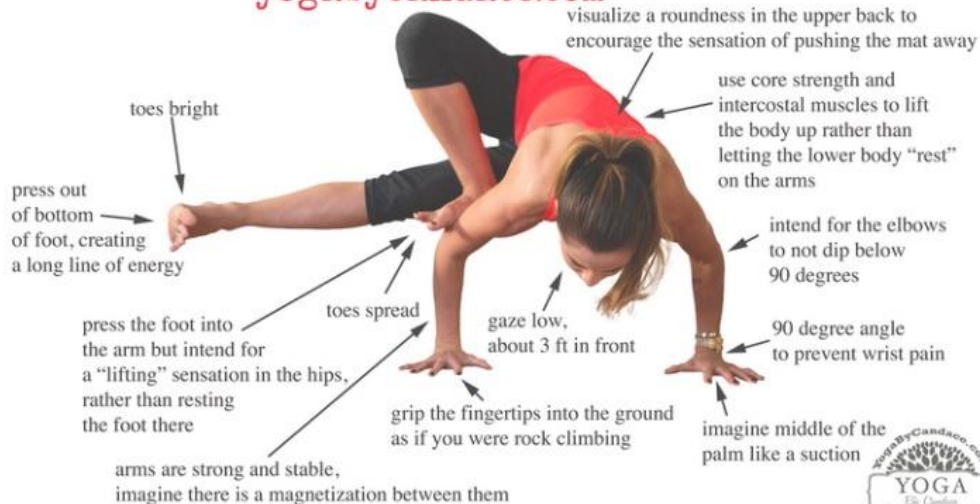 visualize a roundness in the upper back to
encourage the sensation of pushing the mat away
use core strength and
intercostal muscles to lift
the body up rather than
letting the lower body “rest”
on the arms
toes bright
press out
of bottom
of foot, creating
a long line of energy
intend for the elbows
to not dip below
90 degrees
toes spread
press the foot into
the arm but intend for
a “lifting” sensation in the hips,
rather than resting
the foot there
gaze low,
about 3 ft in front
90 degree angle
to prevent wrist pain
grip the fingertips into the ground
as if you were rock climbing
imagine middle of the
palm like a suction
arms are strong and stable,
imagine there is a magnetization between them
YogaByCandace.co
YOGA